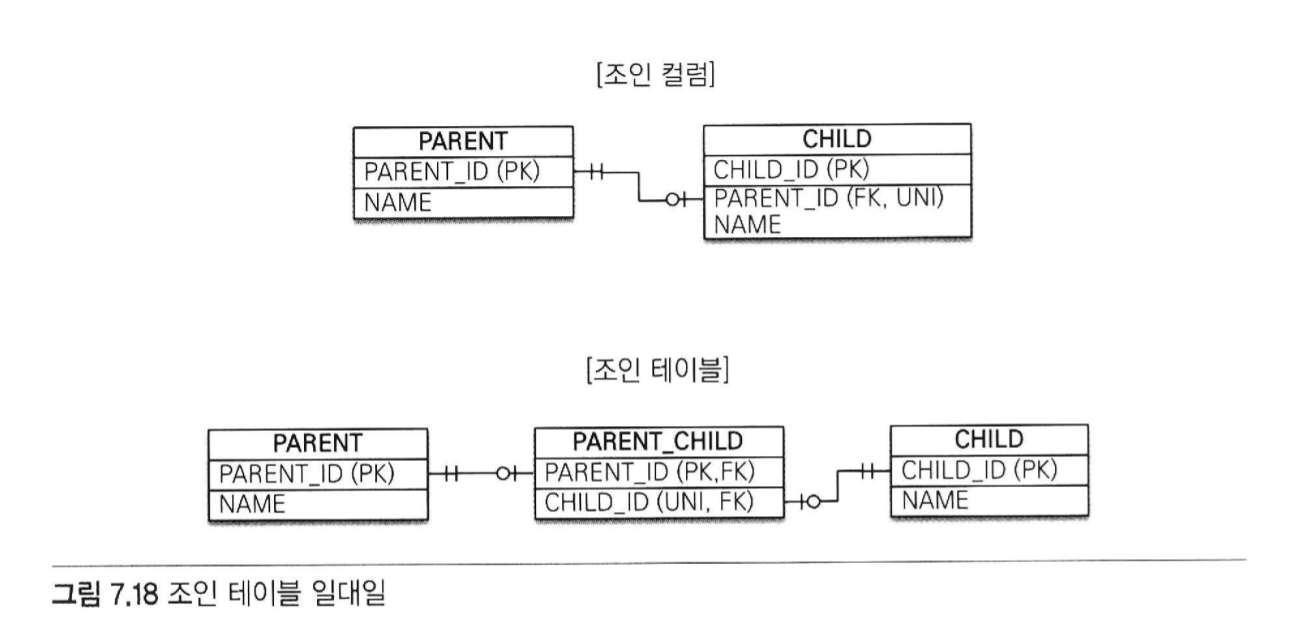 [조인 컬럼]
PARENT
PARENT_ID (PK)
NAME
CHILD
CHILD_ID (PK)
PARENT_ID (FK, UNI)
NAME
[조인 테이블]
PARENT
PARENT_ID (PK)
NAME
PARENT_CHILD
PARENT_ID (PK,FK)
CHILD_ID (UNI, FK)
CHILD
CHILD_ID (PK)
NAME
그림 7.18 조인 테이블 일대일